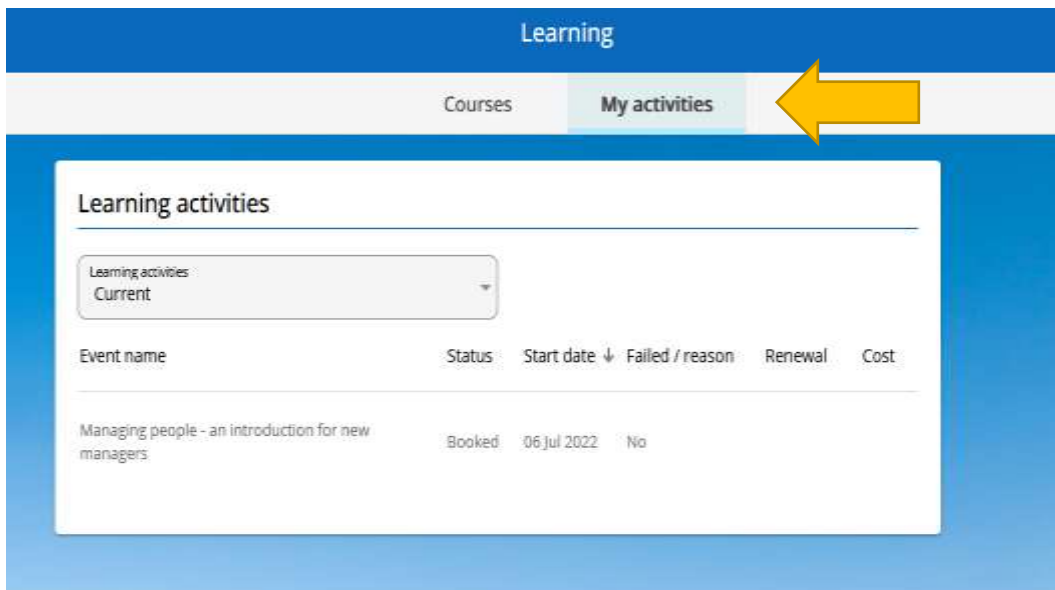 Learning
Courses My activities
Learning activities
Learning activities
Current
Event name Status Start date ↓ Failed / reason Renewal Cost
Managing people - an introduction for new
managers
Booked 06 Jul 2022 No